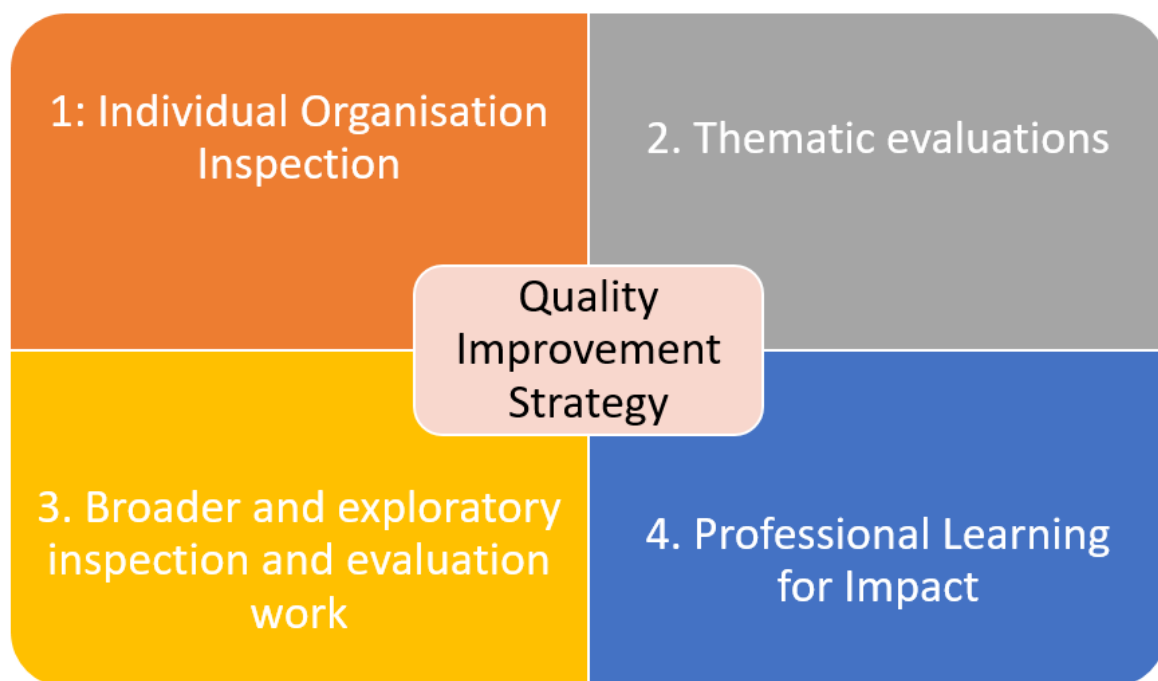 1: Individual Organisation
Inspection
2. Thematic evaluations
Quality
Improvement
Strategy
3. Broader and exploratory
inspection and evaluation
work
4. Professional Learning
for Impact